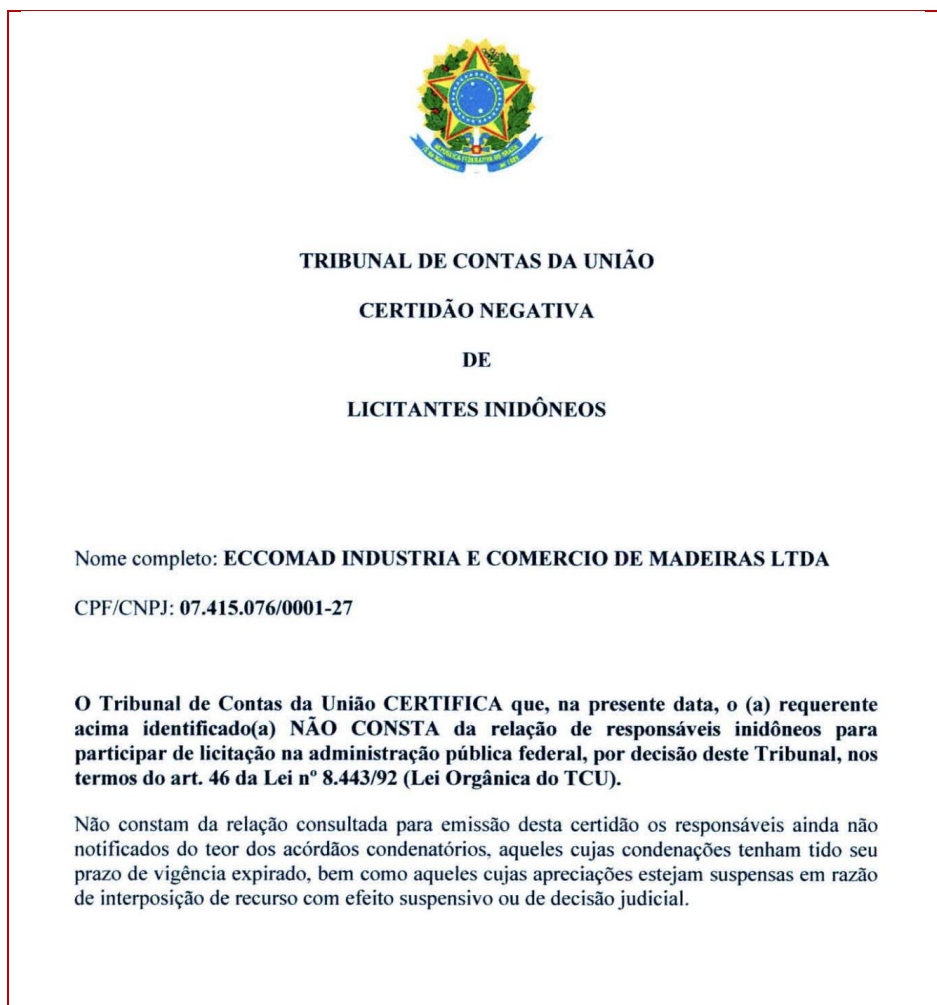 REPÚBLICA FEDERATIVA DO BRASIL
TRIBUNAL DE CONTAS DA UNIÃO
CERTIDÃO NEGATIVA
DE
LICITANTES INIDÔNEOS
Nome completo: ECCOMAD INDUSTRIA E COMERCIO DE MADEIRAS LTDA
CPF/CNPJ: 07.415.076/0001-27
O Tribunal de Contas da União CERTIFICA que, na presente data, o (a) requerente
acima identificado(a) NÃO CONSTA da relação de responsáveis inidôneos para
participar de licitação na administração pública federal, por decisão deste Tribunal, nos
termos do art. 46 da Lei nº 8.443/92 (Lei Orgânica do TCU).
Não constam da relação consultada para emissão desta certidão os responsáveis ainda não
notificados do teor dos acórdãos condenatórios, aqueles cujas condenações tenham tido seu
prazo de vigência expirado, bem como aqueles cujas apreciações estejam suspensas em razão
de interposição de recurso com efeito suspensivo ou de decisão judicial.